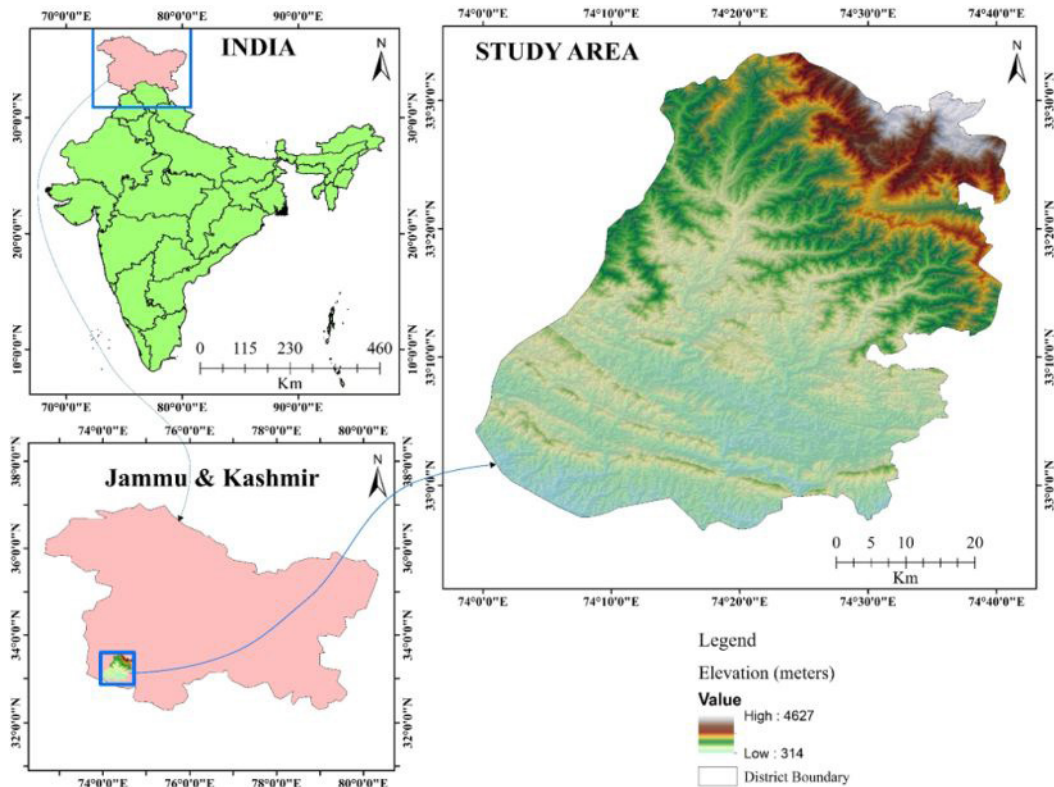 70°0'0"E 80°0'0"E 90°0'0"E
INDIA
N
30°0'0"N
20°0'0"N
10°0'0"N
30°0'0"N
20°0'0"N
10°0'0"N
0 115 230 460
Km
70°0'0"E 80°0'0"E 90°0'0"E
74°0'0"E 76°0'0"E 78°0'0"E 80°0'0"E
Jammu & Kashmir
N
38°0'0"N
36°0'0"N
34°0'0"N
32°0'0"N
38°0'0"N
36°0'0"N
34°0'0"N
32°0'0"N
74°0'0"E 76°0'0"E 78°0'0"E 80°0'0"E
74°0'0"E 74°10'0"E 74°20'0"E 74°30'0"E 74°40'0"E
STUDY AREA
N
33°30'0"N
33°20'0"N
33°10'0"N
33°0'0"N
33°30'0"N
33°20'0"N
33°10'0"N
33°0'0"N
0 5 10 20
Km
74°0'0"E 74°10'0"E 74°20'0"E 74°30'0"E 74°40'0"E
Legend
Elevation (meters)
Value
High : 4627
Low : 314
District Boundary